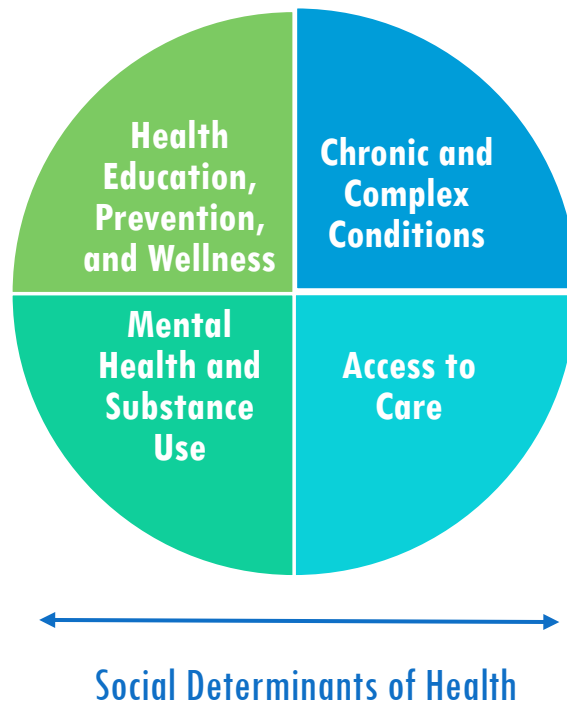 Health
Education,
Prevention,
and Wellness
Chronic and
Complex
Conditions
Mental
Health and
Substance
Use
Access to
Care
Social Determinants of Health